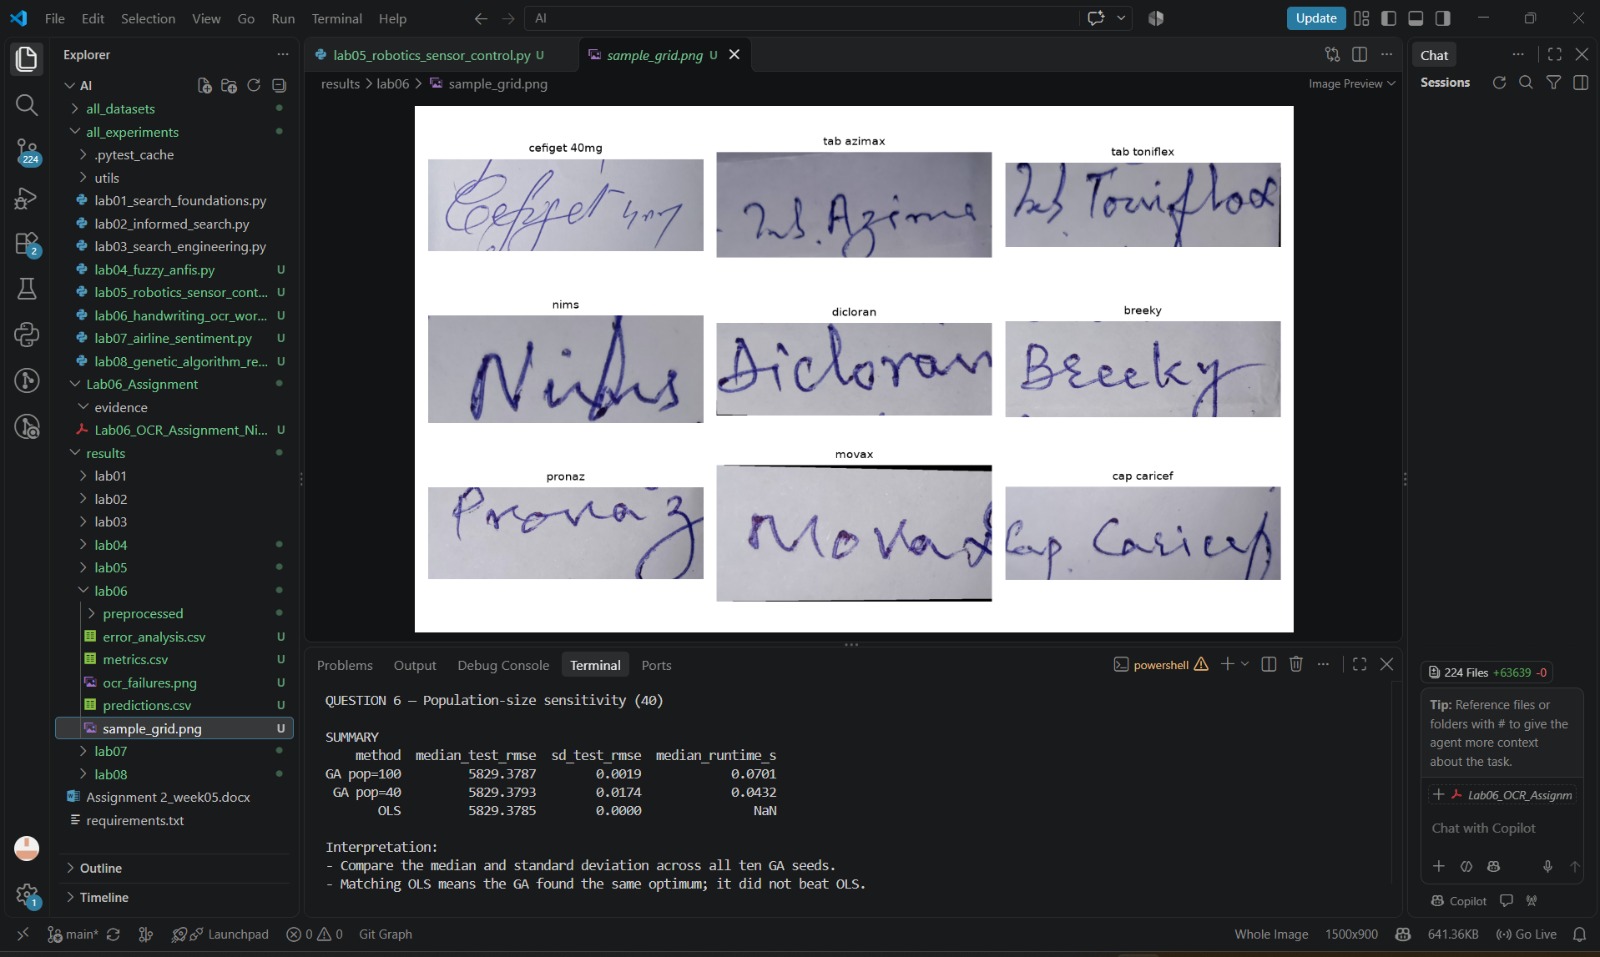 File Edit Selection View Go Run Terminal Help
AI
Update
Explorer
AI
all_datasets
all_experiments
.pytest_cache
utils
lab01_search_foundations.py
lab02_informed_search.py
lab03_search_engineering.py
lab04_fuzzy_anfis.py U
lab05_robotics_sensor_cont... U
lab06_handwriting_ocr_wor... U
lab07_airline_sentiment.py U
lab08_genetic_algorithm_re... U
Lab06_Assignment
evidence
Lab06_OCR_Assignment_Ni... U
results
lab01
lab02
lab03
lab04
lab05
lab06
preprocessed
error_analysis.csv U
metrics.csv U
ocr_failures.png U
predictions.csv U
sample_grid.png U
lab07
lab08
Assignment 2_week05.docx
requirements.txt
Outline
Timeline
224
2
1
lab05_robotics_sensor_control.py U
sample_grid.png U
results > lab06 > sample_grid.png
Image Preview
cefiget 40mg tab azimax tab toniflex
Cefiget Tab. Azimax Tab. Toniflex
nims dicloran breeky
Nims Dicloran Breeky
pronaz movax cap caricef
Pronaz Movax Cap. Caricef
Problems Output Debug Console Terminal Ports
powershell
QUESTION 6 — Population-size sensitivity (40)
SUMMARY
method median_test_rmse sd_test_rmse median_runtime_s
GA pop=100 5829.3787 0.0019 0.0701
GA pop=40 5829.3793 0.0174 0.0432
OLS 5829.3785 0.0000 NaN
Interpretation:
- Compare the median and standard deviation across all ten GA seeds.
- Matching OLS means the GA found the same optimum; it did not beat OLS.
Chat
Sessions
224 Files +63639 -0
Tip: Reference files or
folders with # to give the
agent more context
about the task.
Lab06_OCR_Assignm
Chat with Copilot
Copilot
main* Launchpad 0 0 Git Graph
Whole Image 1500x900 641.36KB Go Live